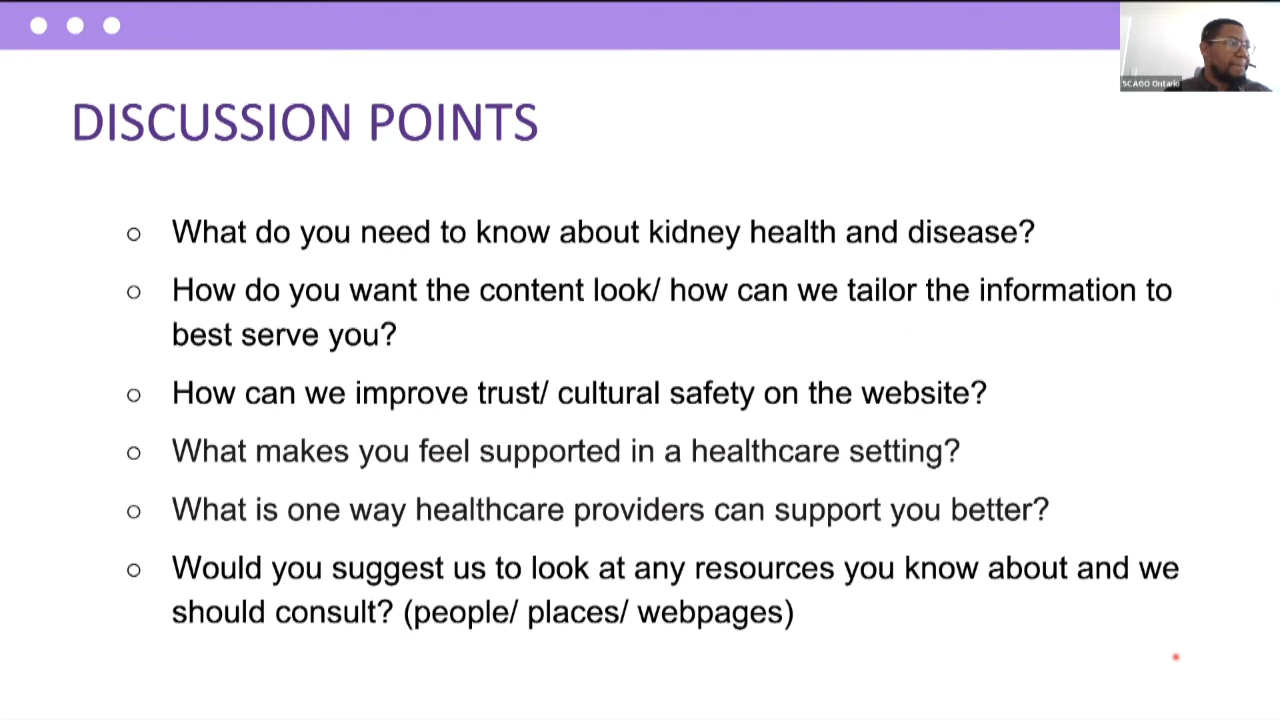 SCAGO Ontario
DISCUSSION POINTS
What do you need to know about kidney health and disease?
How do you want the content look/ how can we tailor the information to
best serve you?
How can we improve trust/ cultural safety on the website?
What makes you feel supported in a healthcare setting?
What is one way healthcare providers can support you better?
Would you suggest us to look at any resources you know about and we
should consult? (people/ places/ webpages)